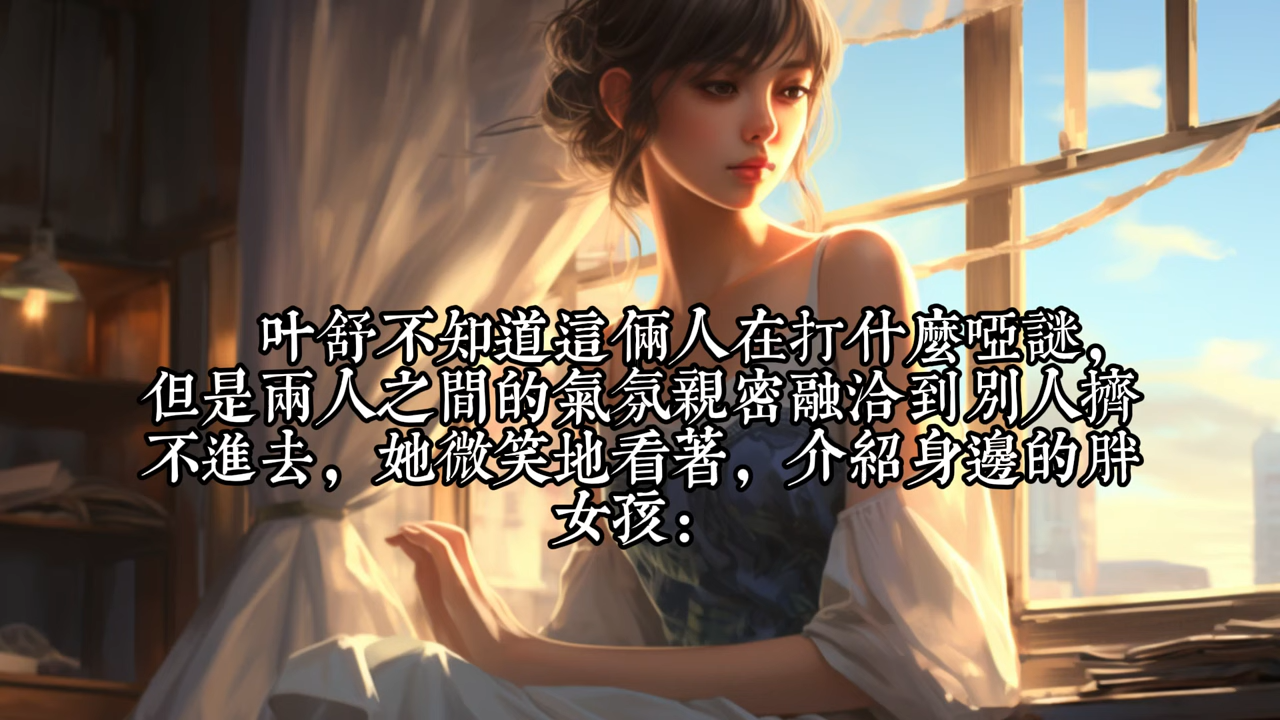 叶舒不知道這倆人在打什麼啞謎，
但是兩人之間的氣氛親密融洽到別人擠
不進去，她微笑地看著，介紹身邊的胖
女孩：